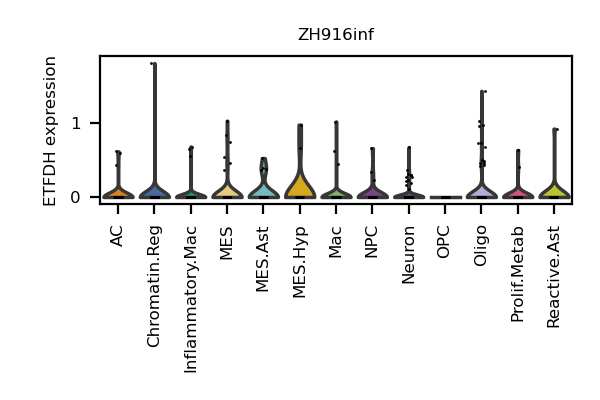 ZH916inf
ETFDH expression
1
0
AC
Chromatin.Reg
Inflammatory.Mac
MES
MES.Ast
MES.Hyp
Mac
NPC
Neuron
OPC
Oligo
Prolif.Metab
Reactive.Ast